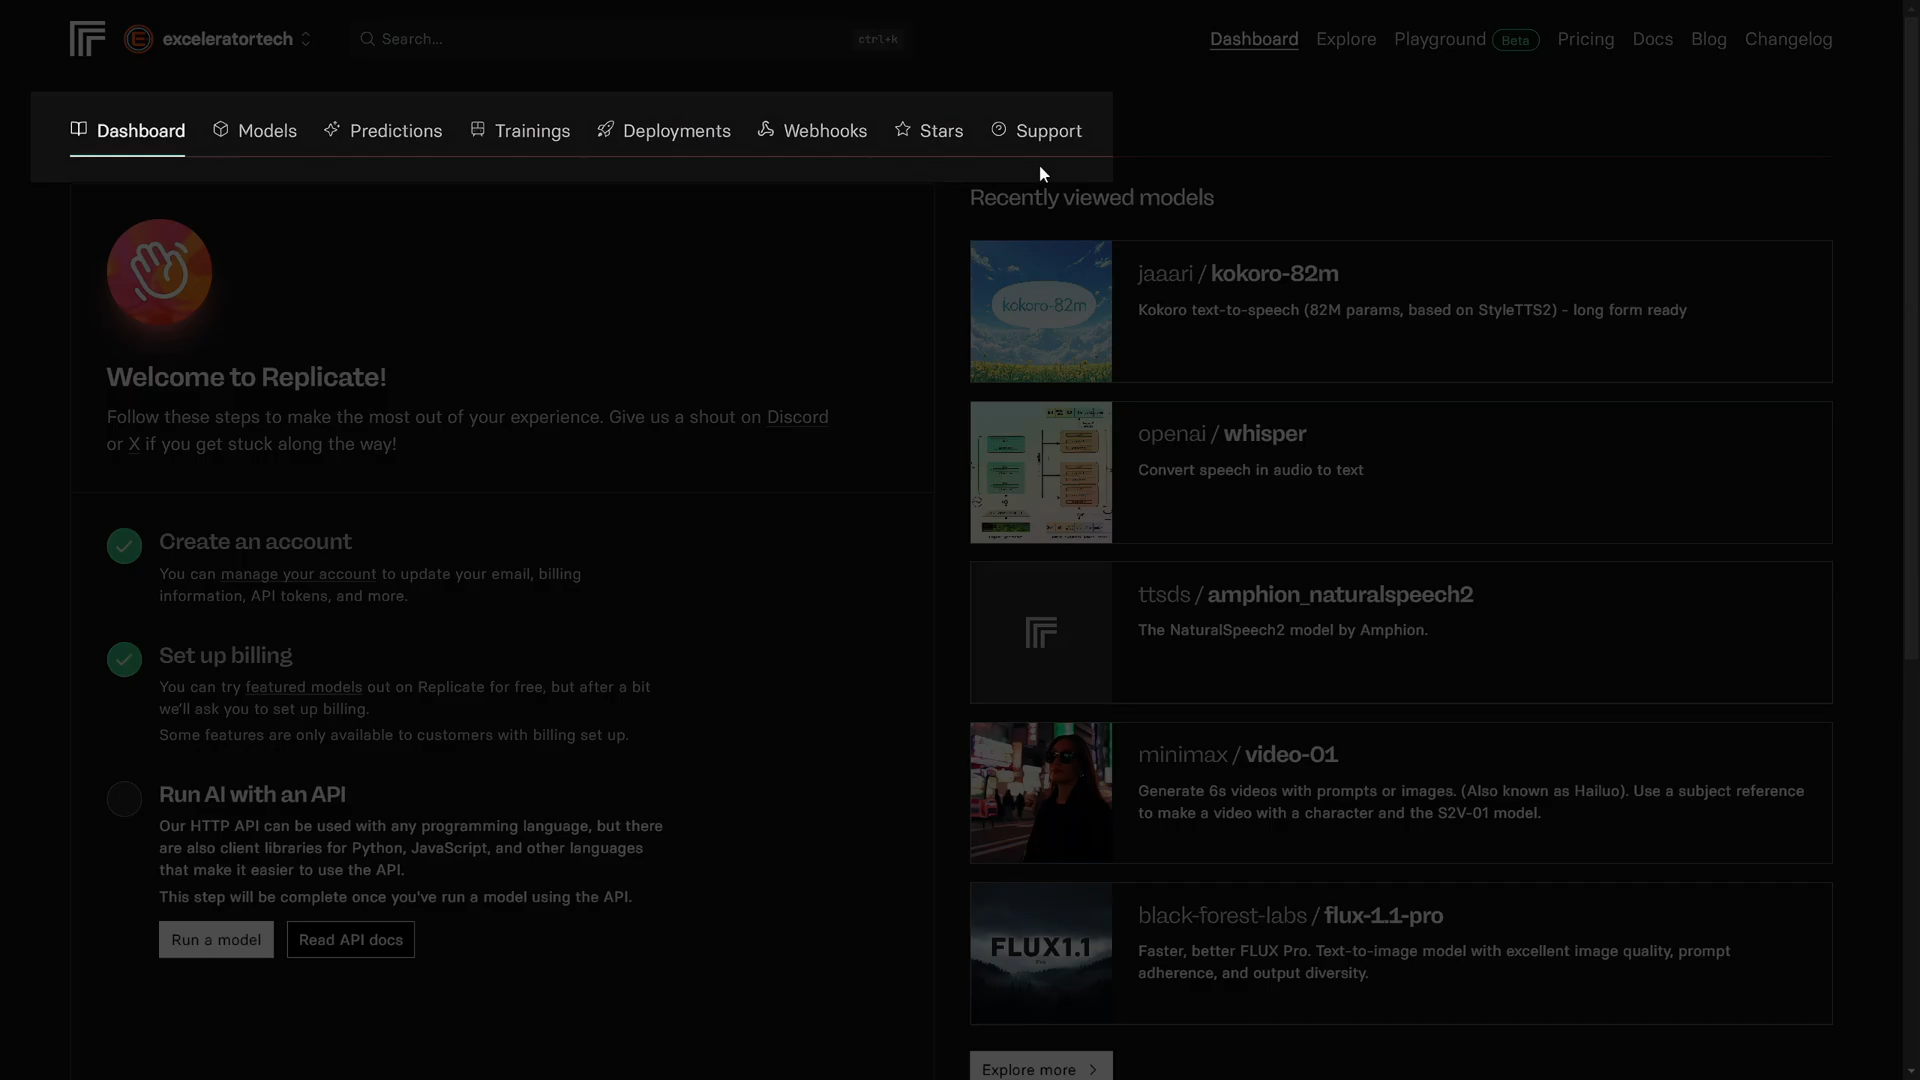 exceleratortech
Search...
ctrl+k
Dashboard
Explore
Playground Beta
Pricing
Docs
Blog
Changelog
Dashboard
Models
Predictions
Trainings
Deployments
Webhooks
Stars
Support
Welcome to Replicate!
Follow these steps to make the most out of your experience. Give us a shout on Discord
or X if you get stuck along the way!
Create an account
You can manage your account to update your email, billing
information, API tokens, and more.
Set up billing
You can try featured models out on Replicate for free, but after a bit
we'll ask you to set up billing.
Some features are only available to customers with billing set up.
Run AI with an API
Our HTTP API can be used with any programming language, but there
are also client libraries for Python, JavaScript, and other languages
that make it easier to use the API.
This step will be complete once you've run a model using the API.
Run a model
Read API docs
Recently viewed models
kokoro-82m
jaaari / kokoro-82m
Kokoro text-to-speech (82M params, based on StyleTTS2) - long form ready
openai / whisper
Convert speech in audio to text
ttsds / amphion_naturalspeech2
The NaturalSpeech2 model by Amphion.
minimax / video-01
Generate 6s videos with prompts or images. (Also known as Hailuo). Use a subject reference
to make a video with a character and the S2V-01 model.
FLUX1.1
Pro
black-forest-labs / flux-1.1-pro
Faster, better FLUX Pro. Text-to-image model with excellent image quality, prompt
adherence, and output diversity.
Explore more